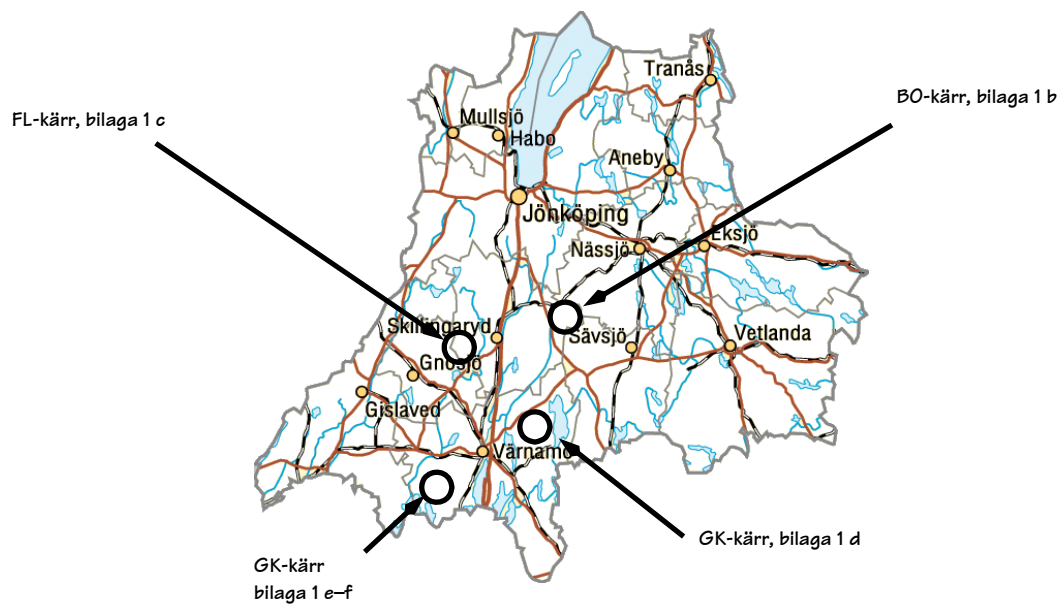 Tranås
BO-kärr, bilaga 1 b
FL-kärr, bilaga 1 c
Mullsjö
Habo
Aneby
Jönköping
Eksjö
Nässjö
Skillingaryd
Sävsjö
Vetlanda
Gnosjö
Gislaved
Värnamo
GK-kärr, bilaga 1 d
GK-kärr
bilaga 1 e–f